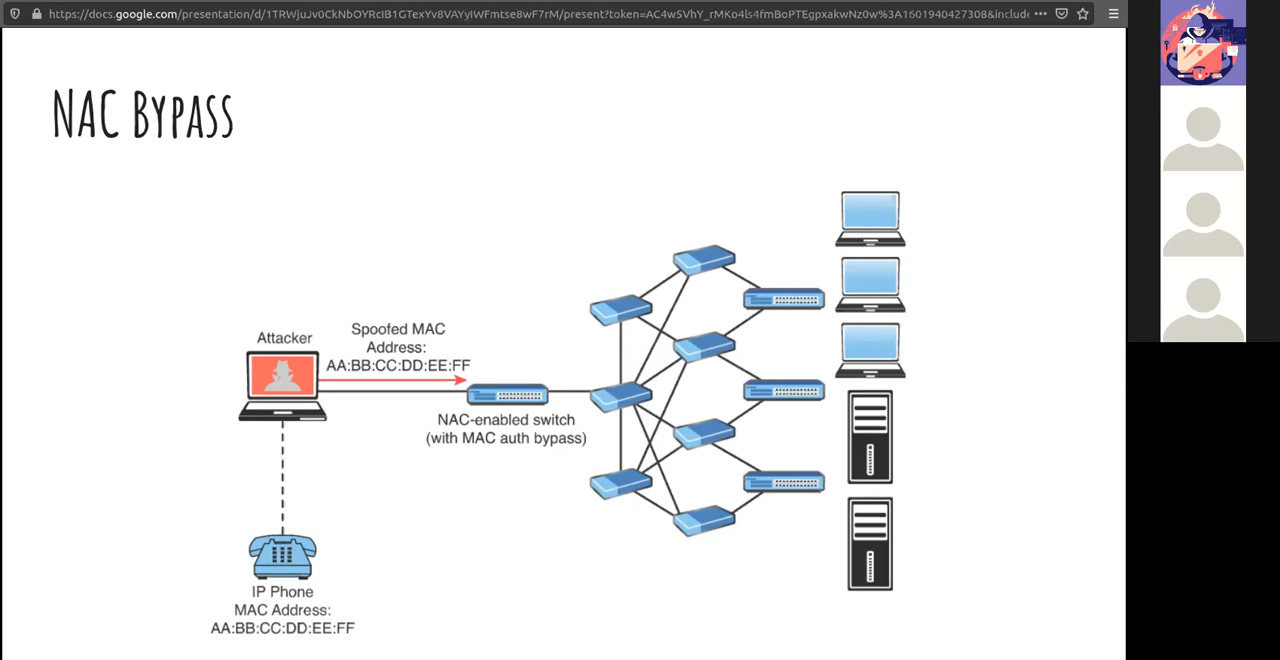 https://docs.google.com/presentation/d/1TRWjuJv0CkNbOYRcIB1GTexYv8VAYyIWFmtse8wF7rM/present?token=AC4w5VhY_rMKo4ls4fmBoPTEgpxakwNz0w%3A1601940427308&include
NAC Bypass
Attacker
Spoofed MAC
Address:
AA:BB:CC:DD:EE:FF
NAC-enabled switch
(with MAC auth bypass)
IP Phone
MAC Address:
AA:BB:CC:DD:EE:FF